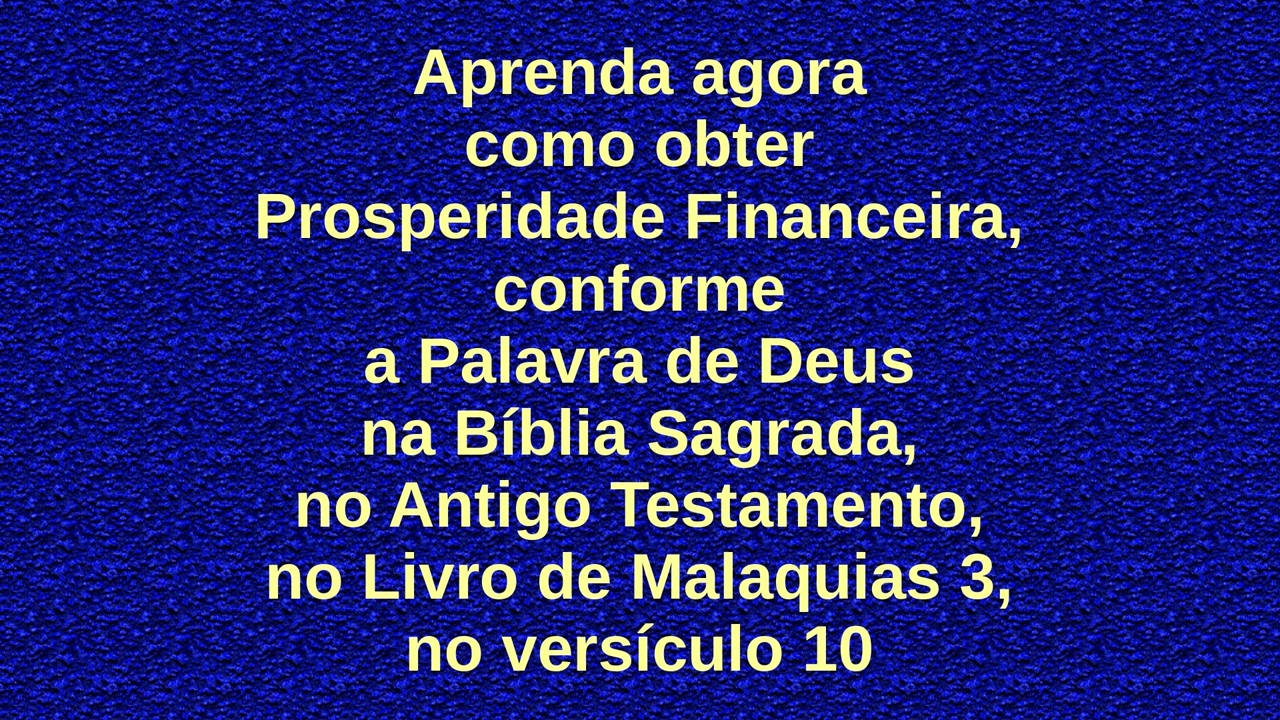 Aprenda agora
como obter
Prosperidade Financeira,
conforme
a Palavra de Deus
na Bíblia Sagrada,
no Antigo Testamento,
no Livro de Malaquias 3,
no versículo 10